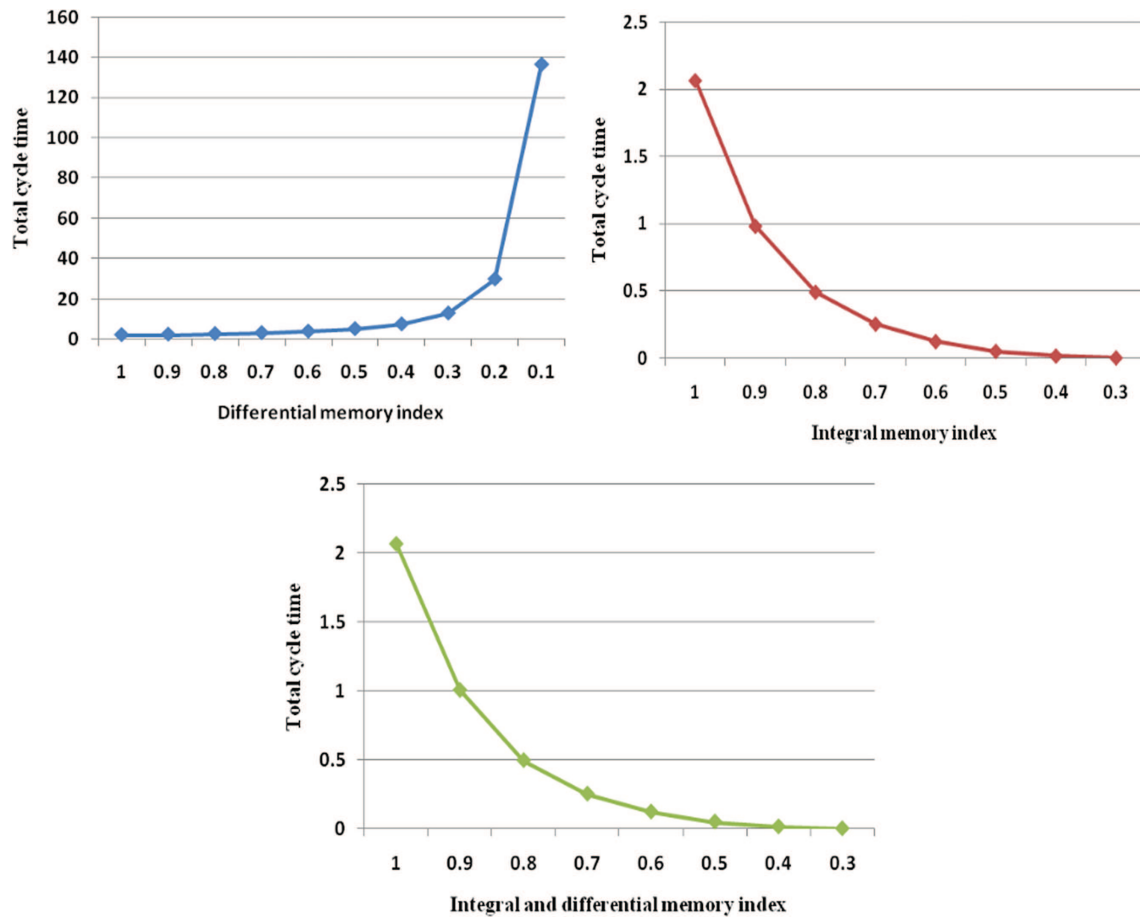 160
140
120
100
80
60
40
20
0
Total cycle time
1 0.9 0.8 0.7 0.6 0.5 0.4 0.3 0.2 0.1
Differential memory index
2.5
2
1.5
1
0.5
0
Total cycle time
1 0.9 0.8 0.7 0.6 0.5 0.4 0.3
Integral memory index
2.5
2
1.5
1
0.5
0
Total cycle time
1 0.9 0.8 0.7 0.6 0.5 0.4 0.3
Integral and differential memory index